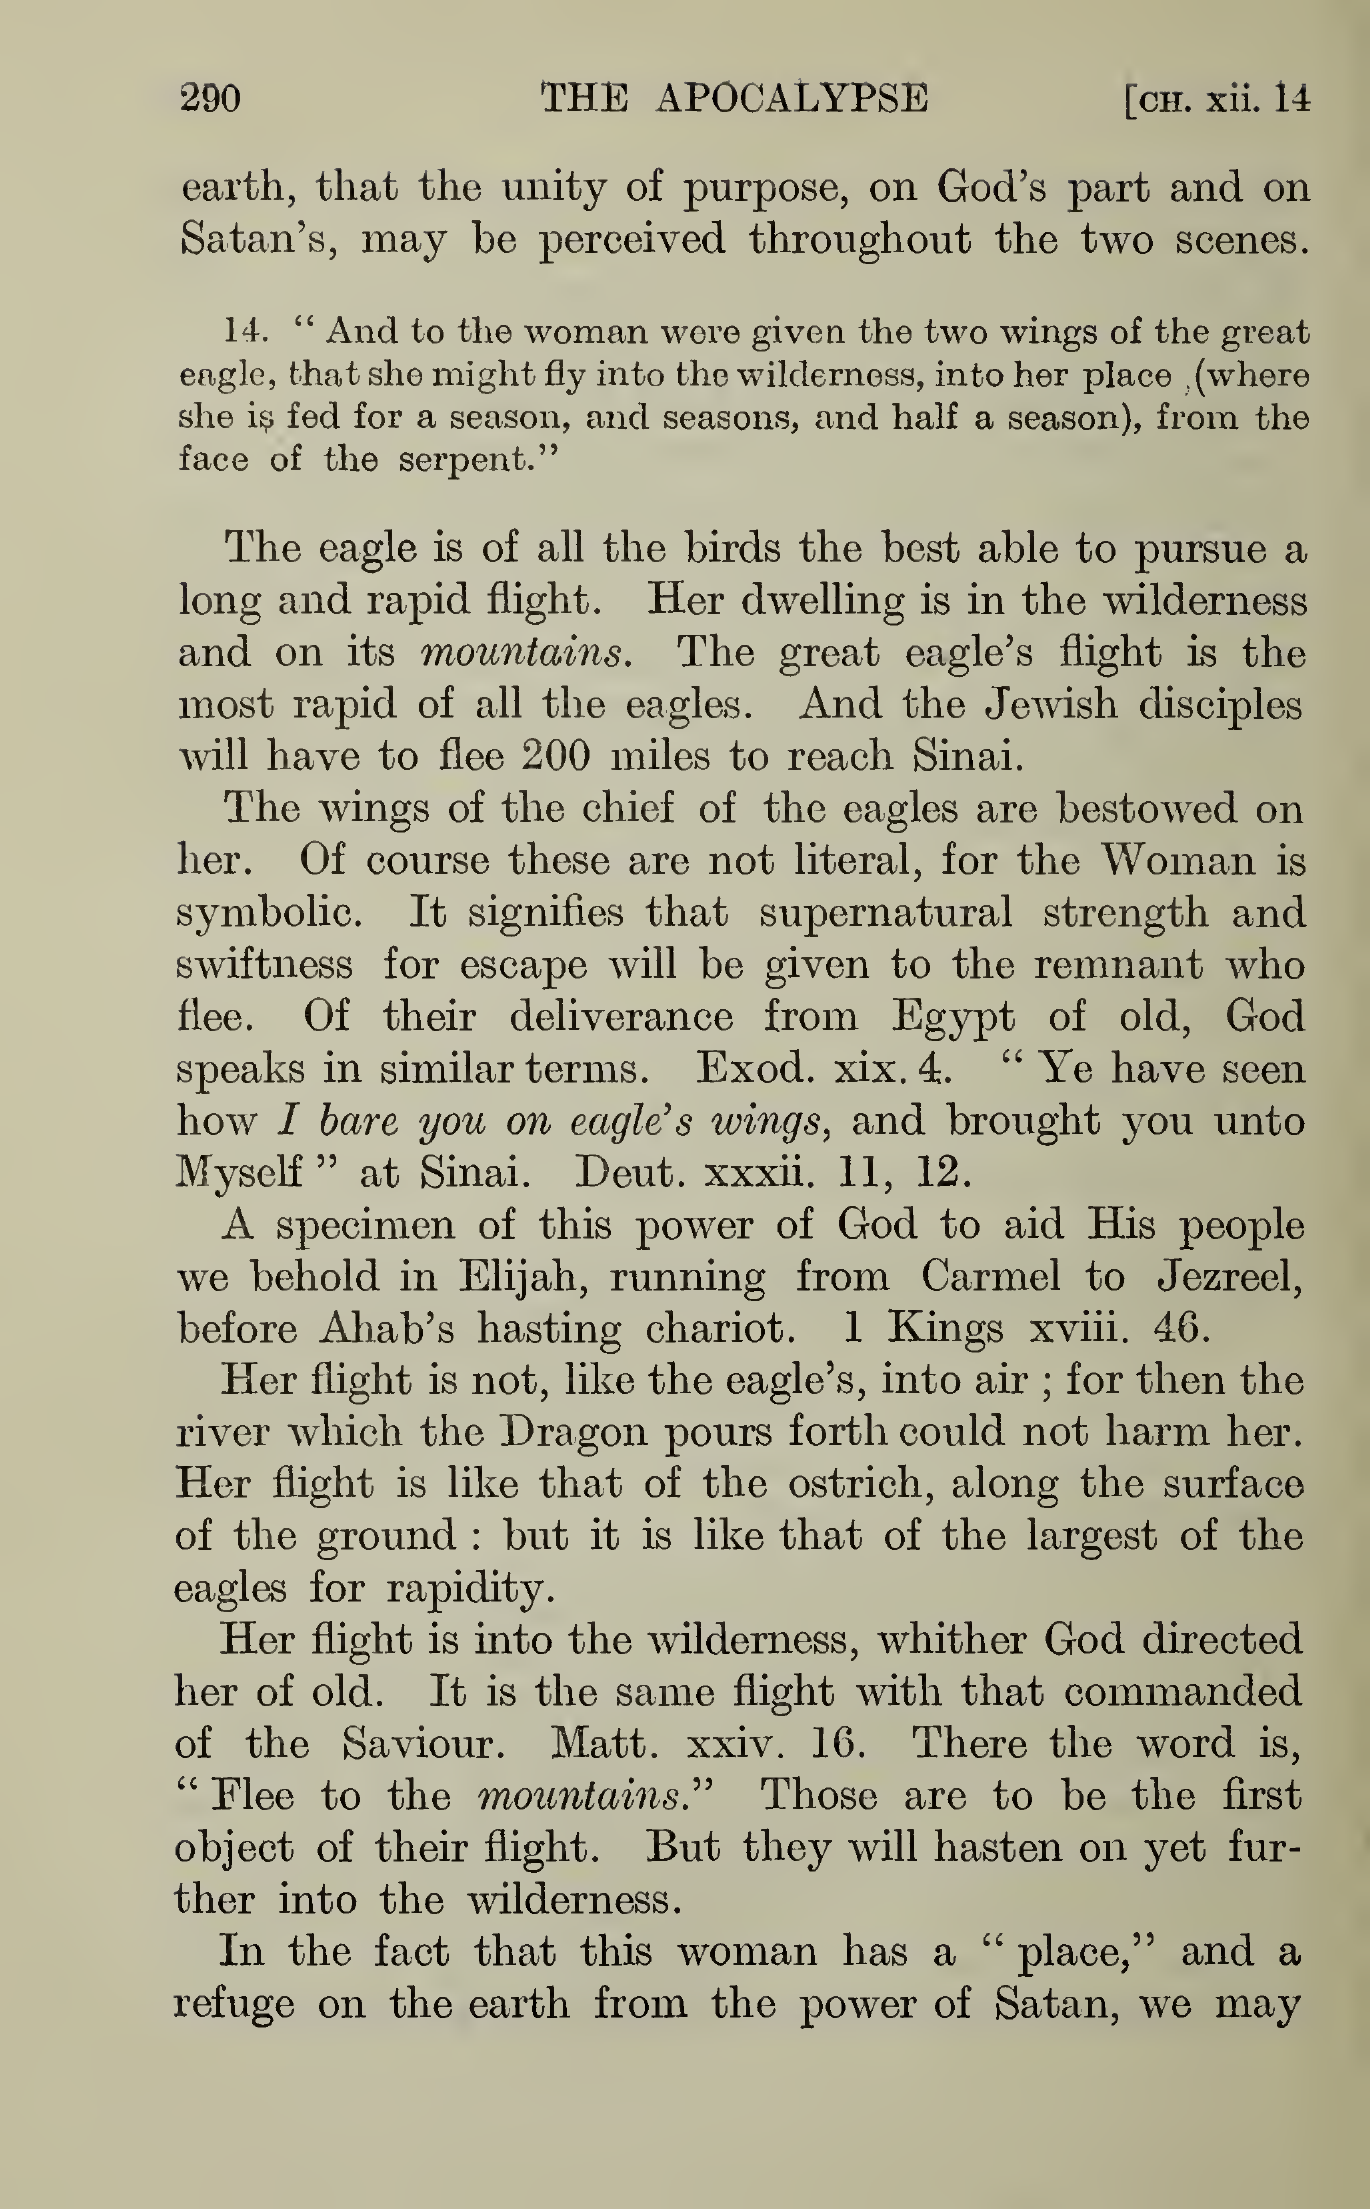 290 THE APOCALYPSE [CH. xii. 14
earth, that the unity of purpose, on God's part and on
Satan's, may be perceived throughout the two scenes.
14. “ And to the woman were given the two wings of the great
eagle, that she might fly into the wilderness, into her place (where
she is fed for a season, and seasons, and half a season), from the
face of the serpent.”
The eagle is of all the birds the best able to pursue a
long and rapid flight. Her dwelling is in the wilderness
and on its mountains. The great eagle's flight is the
most rapid of all the eagles. And the Jewish disciples
will have to flee 200 miles to reach Sinai.
The wings of the chief of the eagles are bestowed on
her. Of course these are not literal, for the Woman is
symbolic. It signifies that supernatural strength and
swiftness for escape will be given to the remnant who
flee. Of their deliverance from Egypt of old, God
speaks in similar terms. Exod. xix. 4. “ Ye have seen
how I bare you on eagle's wings, and brought you unto
Myself ” at Sinai. Deut. xxxii. 11, 12.
A specimen of this power of God to aid His people
we behold in Elijah, running from Carmel to Jezreel,
before Ahab's hasting chariot. 1 Kings xviii. 46.
Her flight is not, like the eagle's, into air ; for then the
river which the Dragon pours forth could not harm her.
Her flight is like that of the ostrich, along the surface
of the ground : but it is like that of the largest of the
eagles for rapidity.
Her flight is into the wilderness, whither God directed
her of old. It is the same flight with that commanded
of the Saviour. Matt. xxiv. 16. There the word is,
“ Flee to the mountains.” Those are to be the first
object of their flight. But they will hasten on yet fur-
ther into the wilderness.
In the fact that this woman has a “ place,” and a
refuge on the earth from the power of Satan, we may